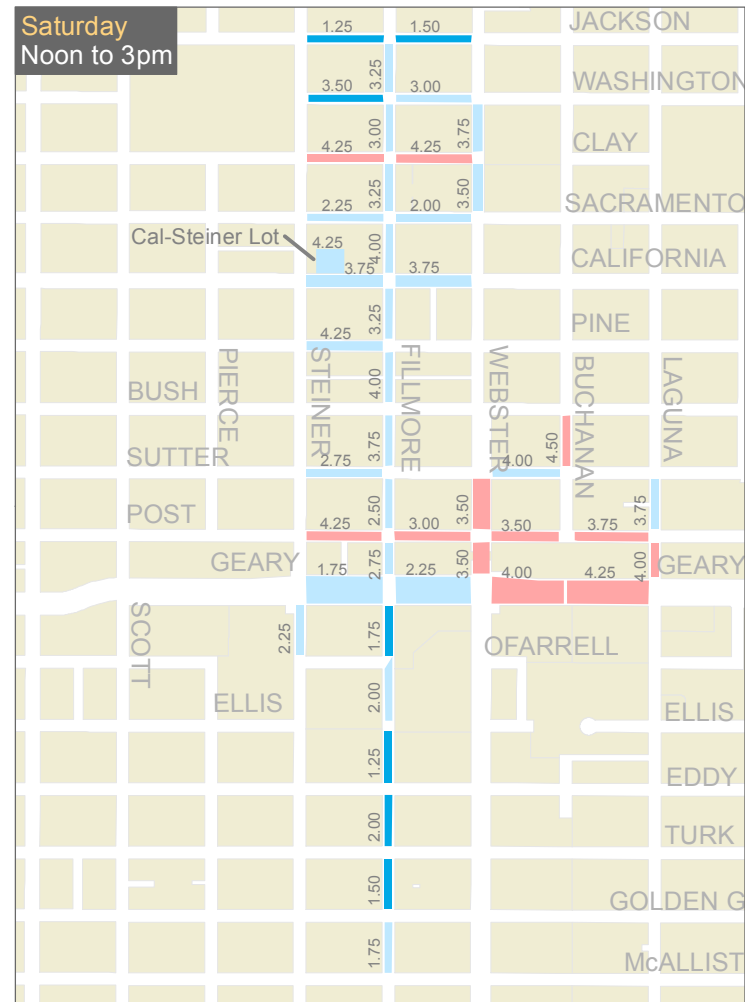 Saturday
Noon to 3pm
JACKSON
1.25
1.50
3.25
WASHINGTON
3.50
3.00
3.00
3.75
CLAY
4.25
4.25
3.25
3.50
SACRAMENTO
2.25
2.00
Cal-Steiner Lot
4.25
4.00
CALIFORNIA
3.75
3.75
3.25
PINE
4.25
PIERCE
STEINER
FILLMORE
WEBSTER
BUCHANAN
LAGUNA
4.00
BUSH
3.75
4.50
SUTTER
2.75
4.00
POST
2.50
3.50
3.75
4.25
3.00
3.50
3.75
GEARY
2.75
3.50
4.00
GEARY
1.75
2.25
4.00
4.25
SCOTT
2.25
1.75
OFARRELL
2.00
ELLIS
ELLIS
1.25
EDDY
2.00
TURK
1.50
GOLDEN G
1.75
McALLIST